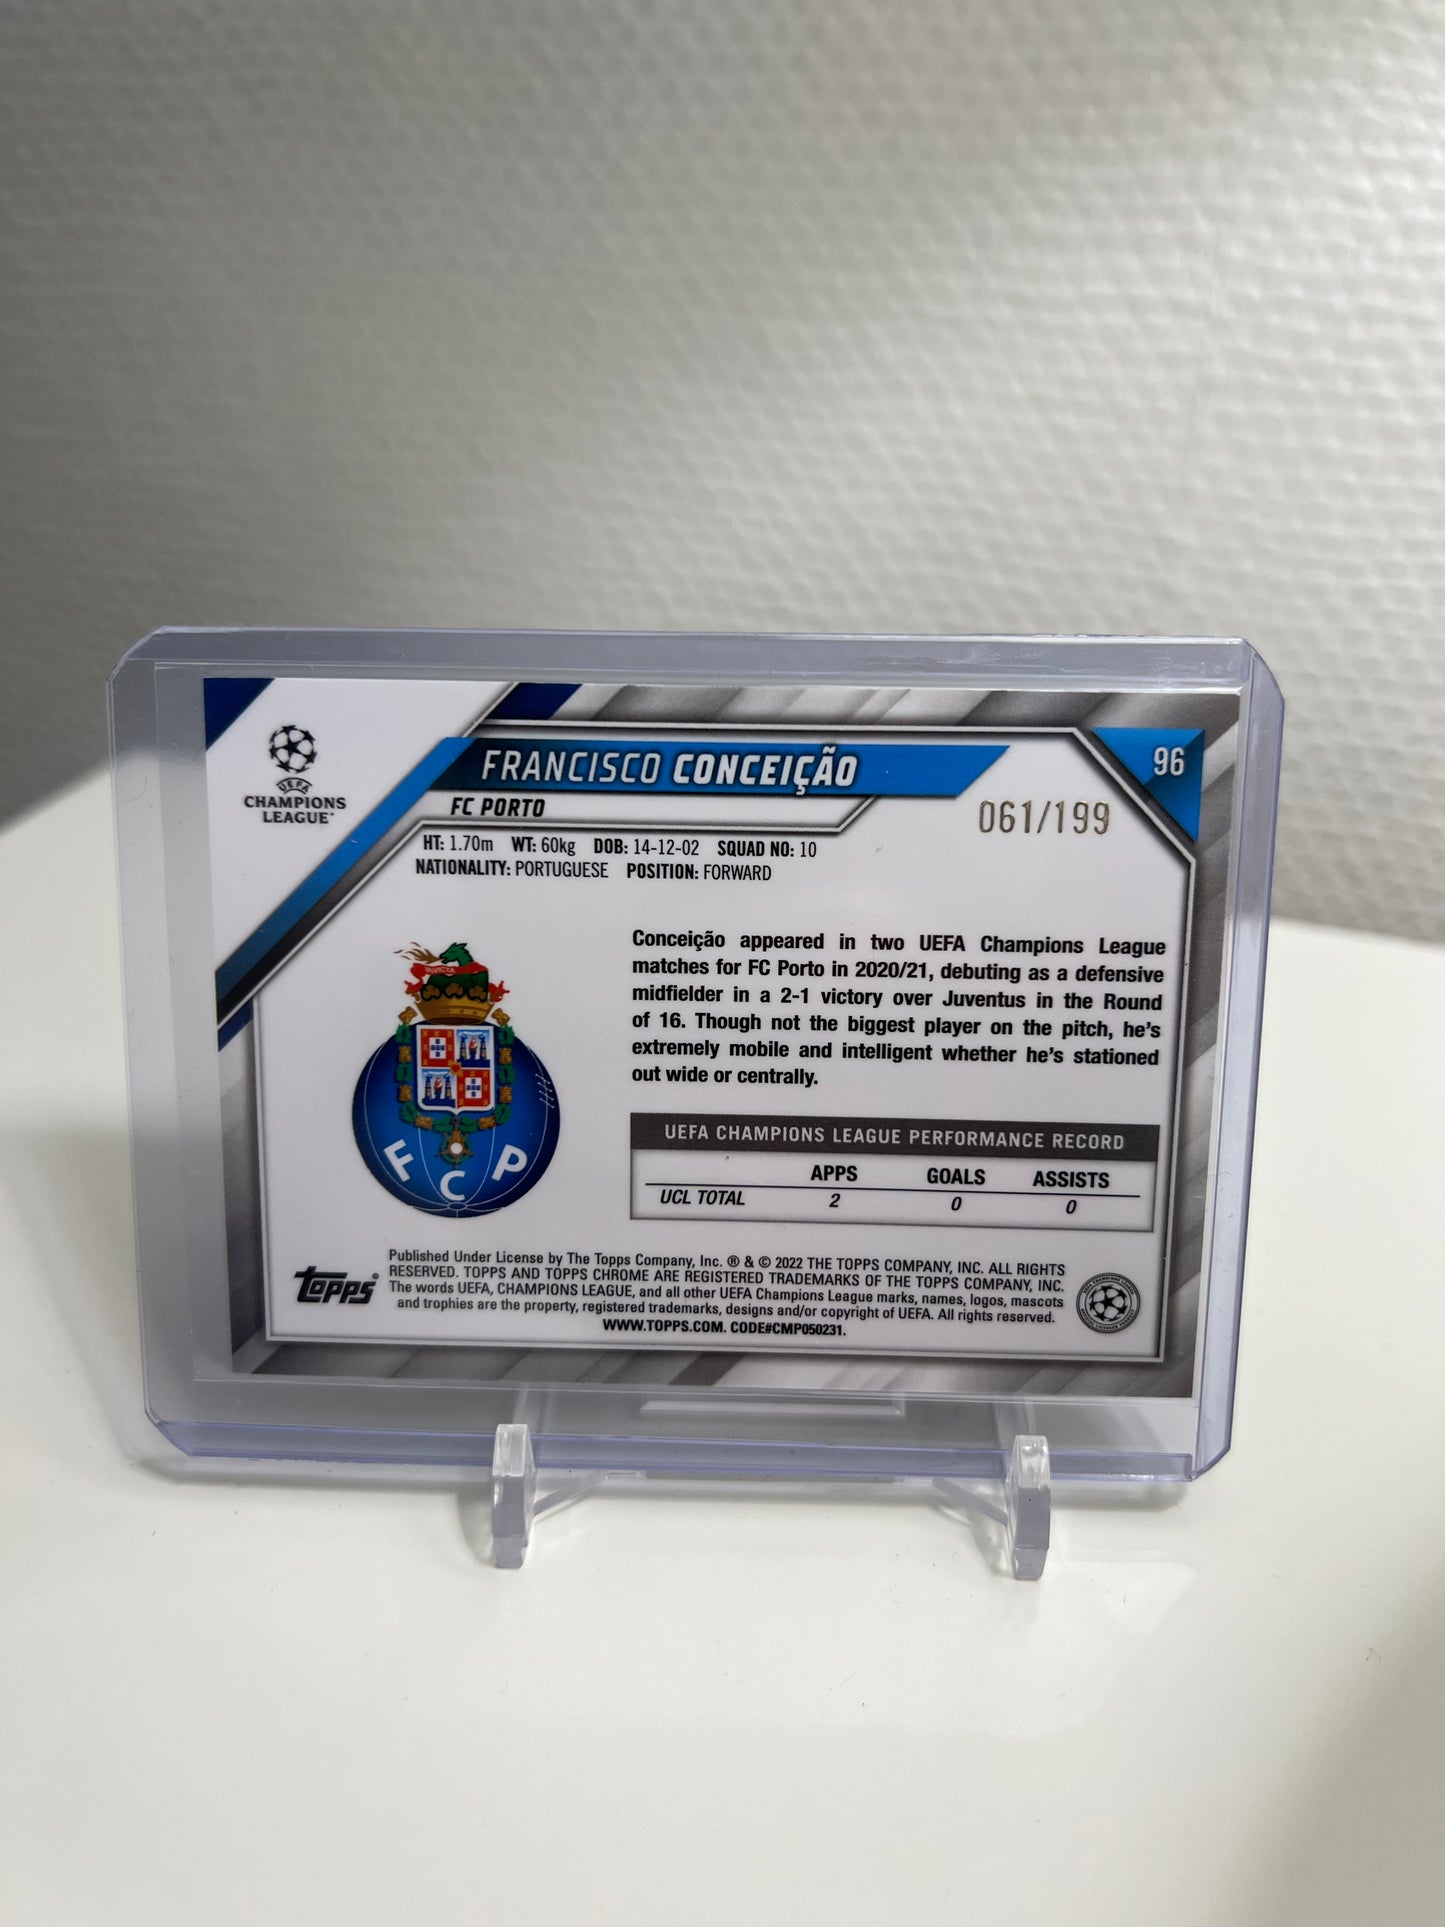 UEFA
CHAMPIONS
LEAGUE
FRANCISCO CONCEIÇÃO
96
FC PORTO
061/199
HT: 1.70m WT: 60kg DOB: 14-12-02 SQUAD NO: 10
NATIONALITY: PORTUGUESE POSITION: FORWARD
INVICTA
F C P
Conceição appeared in two UEFA Champions League
matches for FC Porto in 2020/21, debuting as a defensive
midfielder in a 2-1 victory over Juventus in the Round
of 16. Though not the biggest player on the pitch, he's
extremely mobile and intelligent whether he's stationed
out wide or centrally.
UEFA CHAMPIONS LEAGUE PERFORMANCE RECORD
APPS GOALS ASSISTS
UCL TOTAL 2 0 0
topps®
Published Under License by The Topps Company, Inc. ® & © 2022 THE TOPPS COMPANY, INC. ALL RIGHTS
RESERVED. TOPPS AND TOPPS CHROME ARE REGISTERED TRADEMARKS OF THE TOPPS COMPANY, INC.
The words UEFA, CHAMPIONS LEAGUE, and all other UEFA Champions League marks, names, logos, mascots
and trophies are the property, registered trademarks, designs and/or copyright of UEFA. All rights reserved.
WWW.TOPPS.COM. CODE#CMP050231.